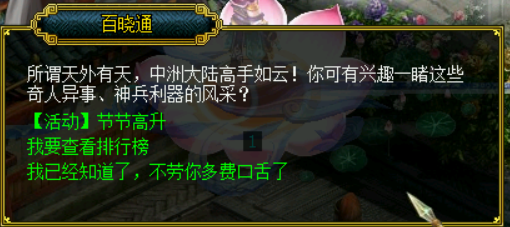 百晓通
所谓天外有天，中洲大陆高手如云！你可有兴趣一睹这些
奇人异事、神兵利器的风采？
【活动】节节高升
我要查看排行榜
我已经知道了，不劳你多费口舌了
1